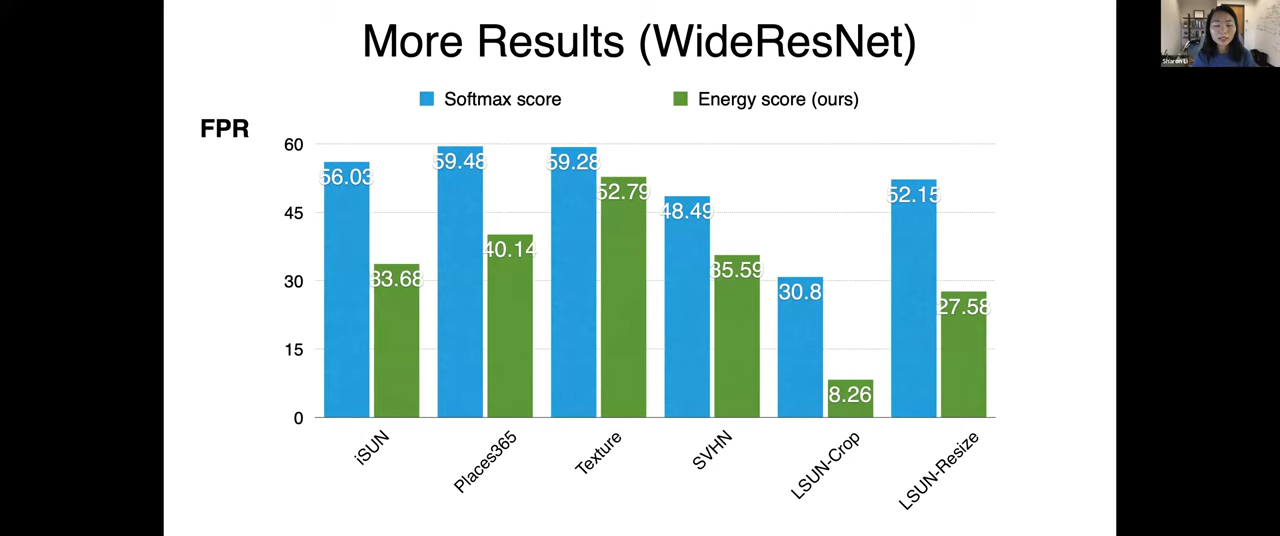 More Results (WideResNet)
Sharon Li
Softmax score
Energy score (ours)
FPR
60
45
30
15
0
56.03
33.68
59.48
40.14
59.28
52.79
48.49
35.59
30.8
8.26
52.15
27.58
iSUN
Places365
Texture
SVHN
LSUN-Crop
LSUN-Resize